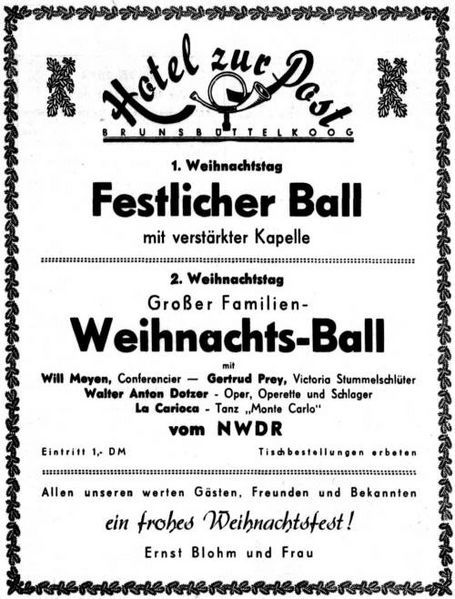 Hotel zur Post
BRUNSBÜTTELKOOG
1. Weihnachtstag
Festlicher Ball
mit verstärkter Kapelle
2. Weihnachtstag
Großer Familien-
Weihnachts-Ball
mit
Will Meyen, Conferencier — Gertrud Prey, Victoria Stummelschlüter
Walter Anton Dotzer - Oper, Operette und Schlager
La Carioca - Tanz „Monte Carlo"
vom NWDR
Eintritt 1,- DM Tischbestellungen erbeten
Allen unseren werten Gästen, Freunden und Bekannten
ein frohes Weihnachtsfest!
Ernst Blohm und Frau